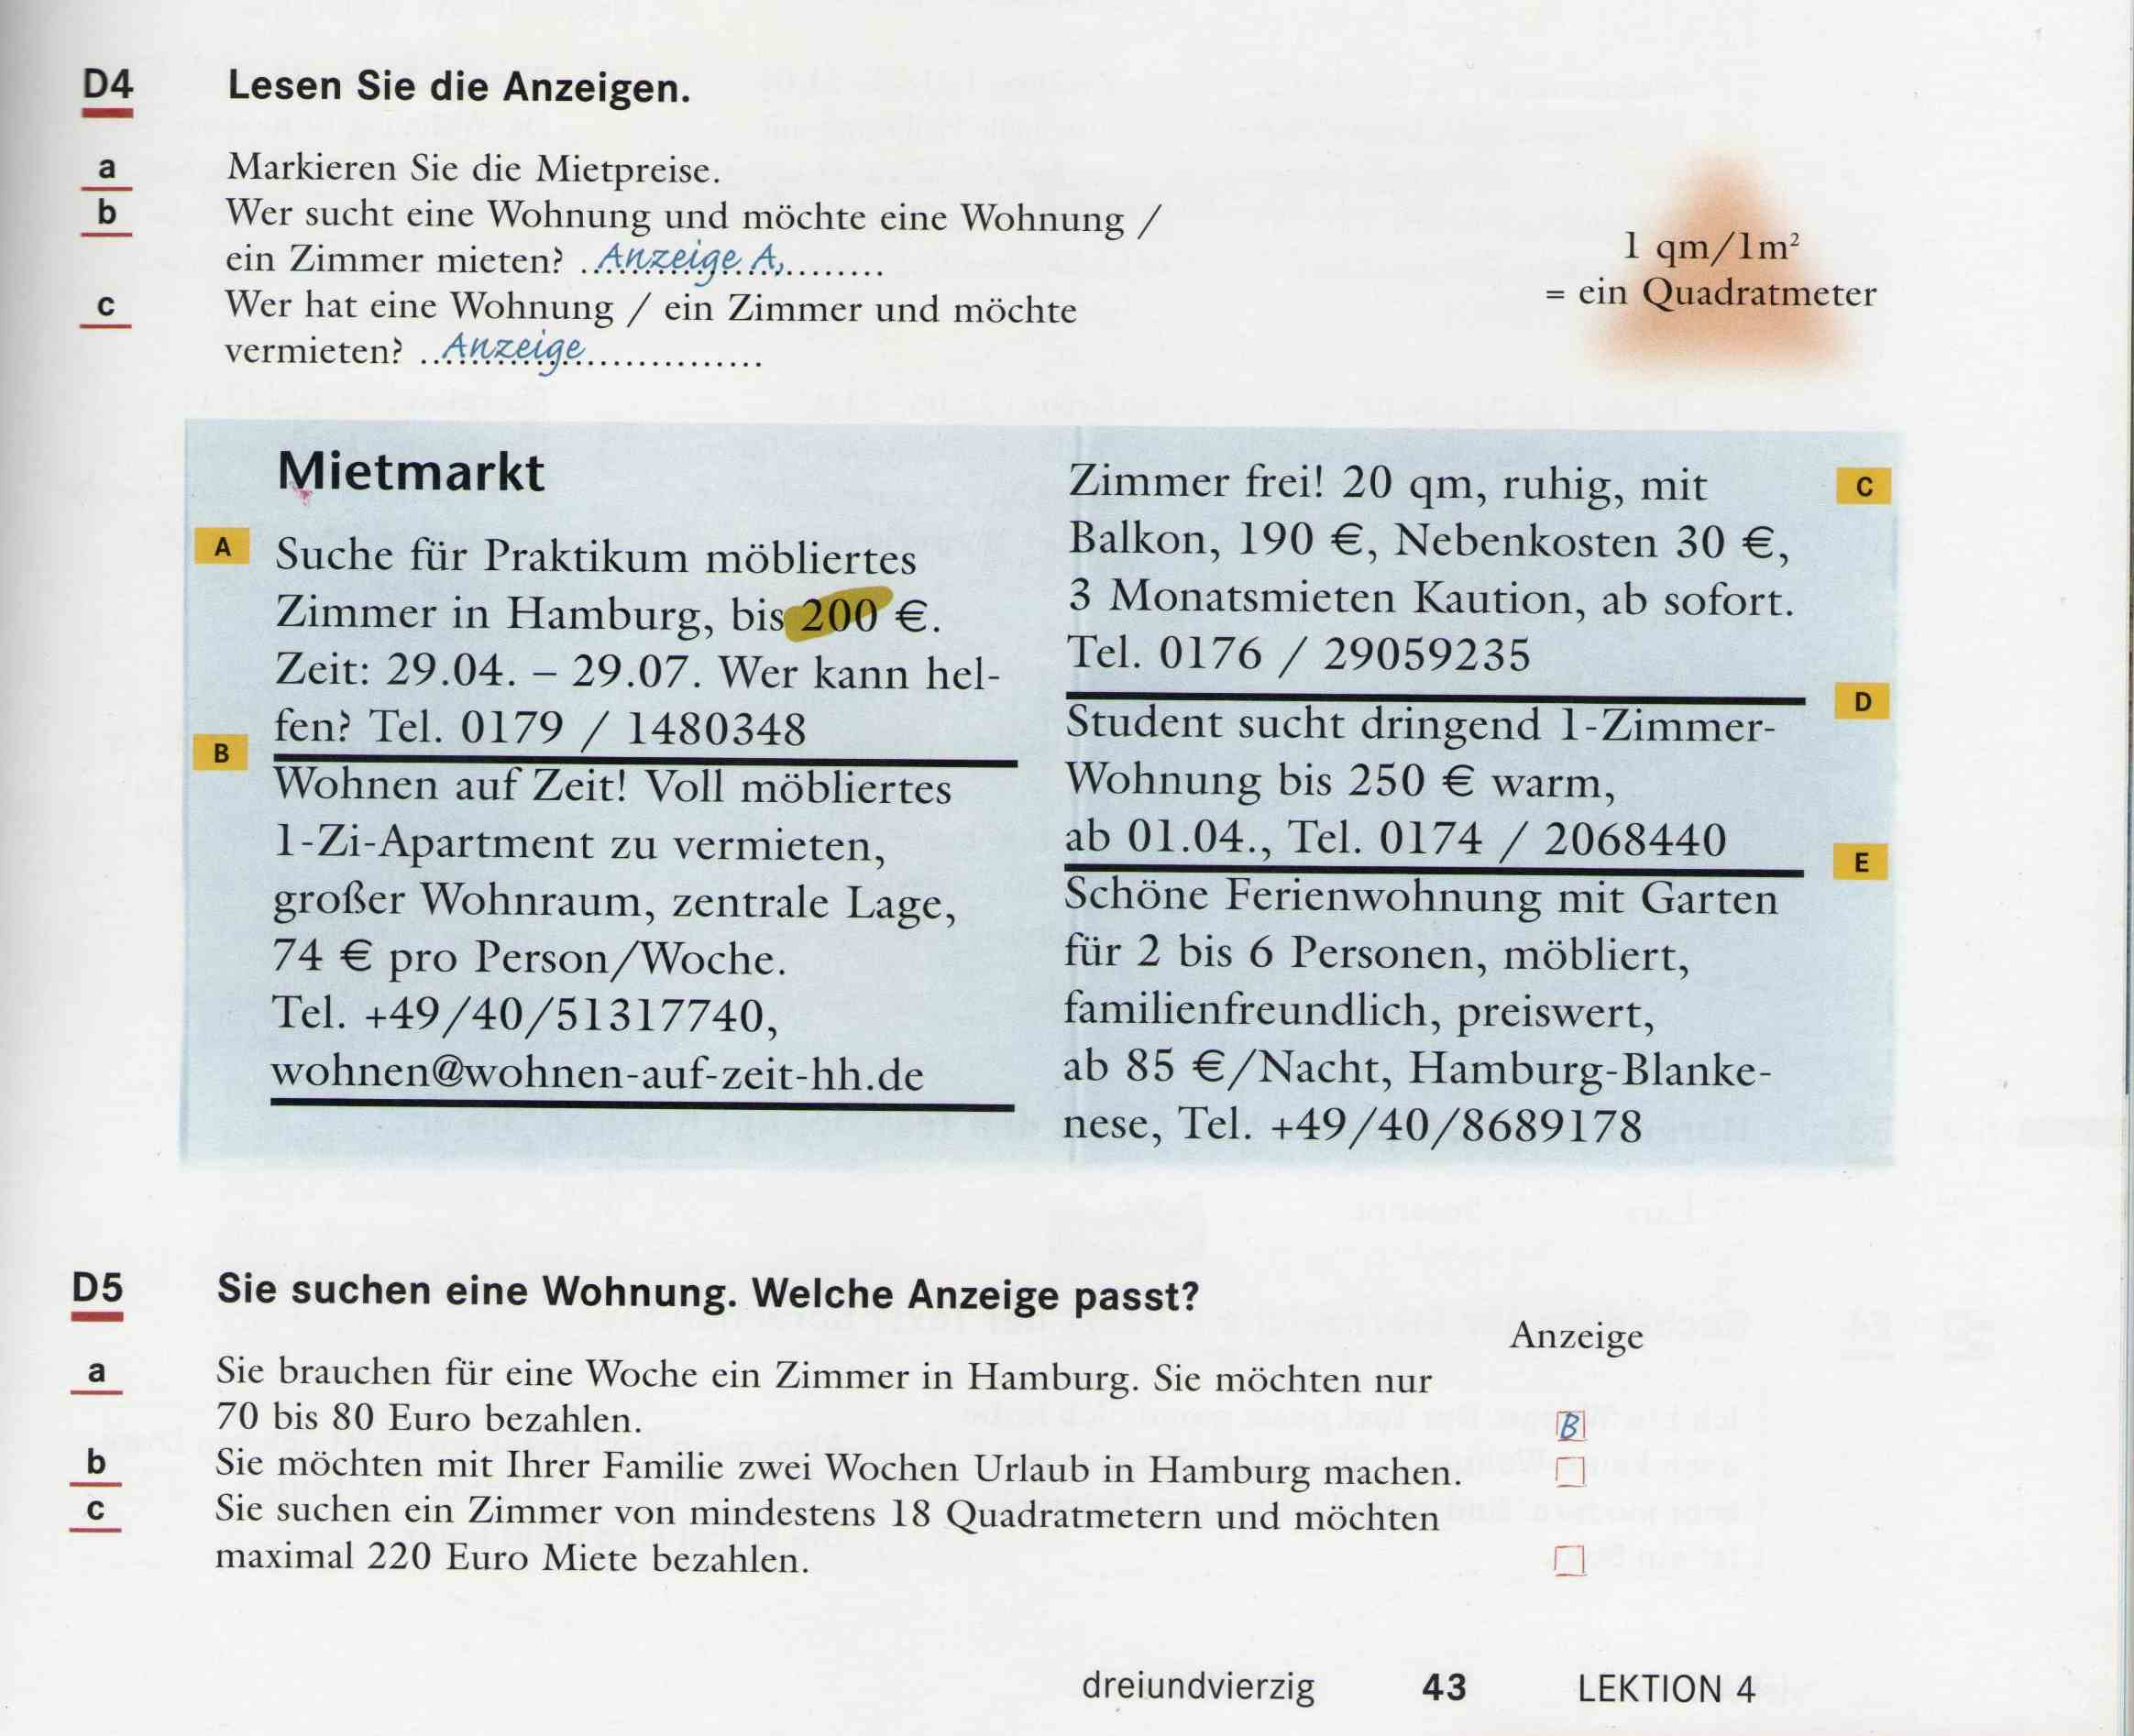 D4 Lesen Sie die Anzeigen.
a Markieren Sie die Mietpreise.
b Wer sucht eine Wohnung und möchte eine Wohnung /
ein Zimmer mieten? ..Anzeige A,........
c Wer hat eine Wohnung / ein Zimmer und möchte
vermieten? ..Anzeige...............
1 qm/1m²
= ein Quadratmeter
Mietmarkt
A Suche für Praktikum möbliertes
Zimmer in Hamburg, bis 200 €.
Zeit: 29.04. – 29.07. Wer kann hel-
fen? Tel. 0179 / 1480348
B Wohnen auf Zeit! Voll möbliertes
1-Zi-Apartment zu vermieten,
großer Wohnraum, zentrale Lage,
74 € pro Person/Woche.
Tel. +49/40/51317740,
wohnen@wohnen-auf-zeit-hh.de
Zimmer frei! 20 qm, ruhig, mit C
Balkon, 190 €, Nebenkosten 30 €,
3 Monatsmieten Kaution, ab sofort.
Tel. 0176 / 29059235
Student sucht dringend 1-Zimmer- D
Wohnung bis 250 € warm,
ab 01.04., Tel. 0174 / 2068440
Schöne Ferienwohnung mit Garten E
für 2 bis 6 Personen, möbliert,
familienfreundlich, preiswert,
ab 85 €/Nacht, Hamburg-Blanke-
nese, Tel. +49/40/8689178
D5 Sie suchen eine Wohnung. Welche Anzeige passt?
Anzeige
a Sie brauchen für eine Woche ein Zimmer in Hamburg. Sie möchten nur
70 bis 80 Euro bezahlen. B
b Sie möchten mit Ihrer Familie zwei Wochen Urlaub in Hamburg machen.
c Sie suchen ein Zimmer von mindestens 18 Quadratmetern und möchten
maximal 220 Euro Miete bezahlen.
dreiundvierzig 43 LEKTION 4